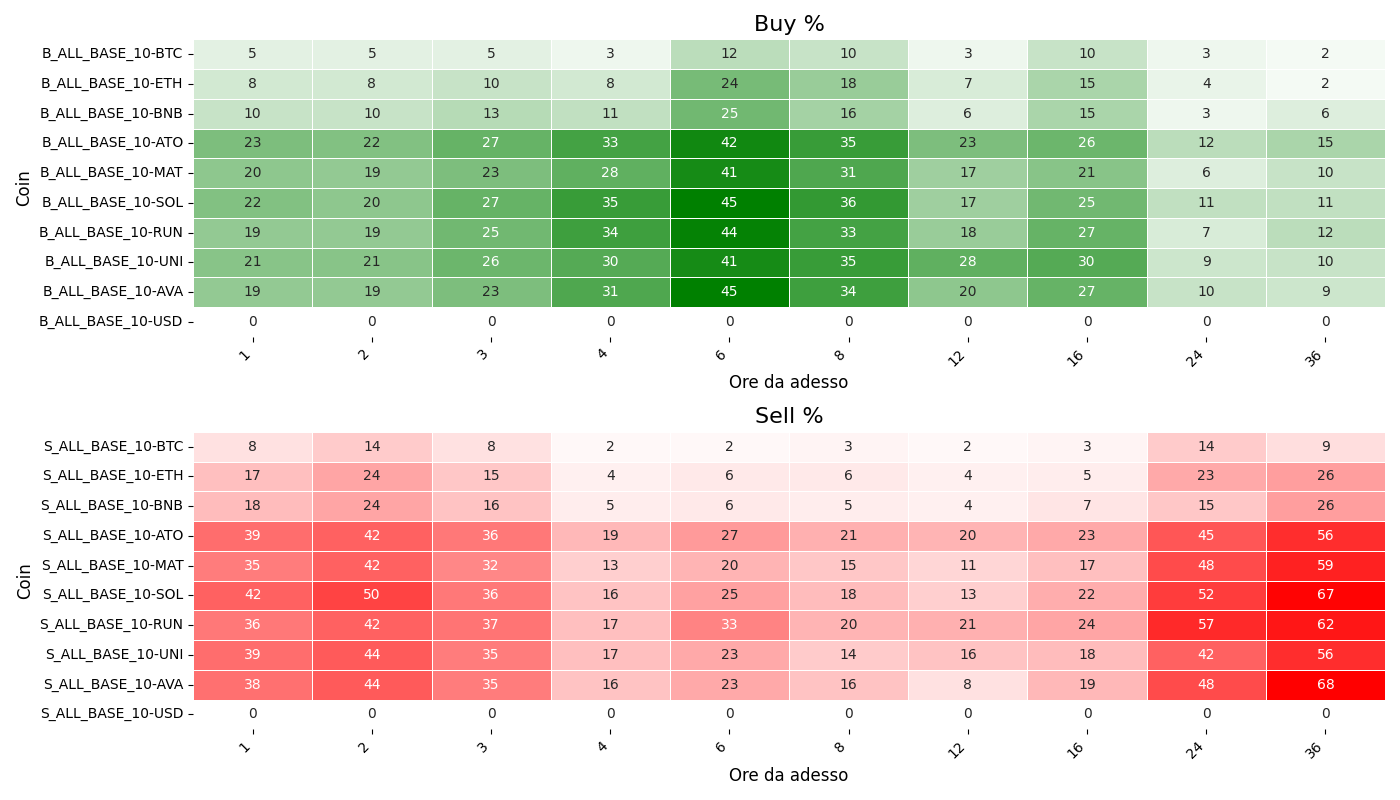 Buy %
Coin
B_ALL_BASE_10-BTC 5 5 5 3 12 10 3 10 3 2
B_ALL_BASE_10-ETH 8 8 10 8 24 18 7 15 4 2
B_ALL_BASE_10-BNB 10 10 13 11 25 16 6 15 3 6
B_ALL_BASE_10-ATO 23 22 27 33 42 35 23 26 12 15
B_ALL_BASE_10-MAT 20 19 23 28 41 31 17 21 6 10
B_ALL_BASE_10-SOL 22 20 27 35 45 36 17 25 11 11
B_ALL_BASE_10-RUN 19 19 25 34 44 33 18 27 7 12
B_ALL_BASE_10-UNI 21 21 26 30 41 35 28 30 9 10
B_ALL_BASE_10-AVA 19 19 23 31 45 34 20 27 10 9
B_ALL_BASE_10-USD 0 0 0 0 0 0 0 0 0 0
1 2 3 4 6 8 12 16 24 36
Ore da adesso
Sell %
Coin
S_ALL_BASE_10-BTC 8 14 8 2 2 3 2 3 14 9
S_ALL_BASE_10-ETH 17 24 15 4 6 6 4 5 23 26
S_ALL_BASE_10-BNB 18 24 16 5 6 5 4 7 15 26
S_ALL_BASE_10-ATO 39 42 36 19 27 21 20 23 45 56
S_ALL_BASE_10-MAT 35 42 32 13 20 15 11 17 48 59
S_ALL_BASE_10-SOL 42 50 36 16 25 18 13 22 52 67
S_ALL_BASE_10-RUN 36 42 37 17 33 20 21 24 57 62
S_ALL_BASE_10-UNI 39 44 35 17 23 14 16 18 42 56
S_ALL_BASE_10-AVA 38 44 35 16 23 16 8 19 48 68
S_ALL_BASE_10-USD 0 0 0 0 0 0 0 0 0 0
1 2 3 4 6 8 12 16 24 36
Ore da adesso